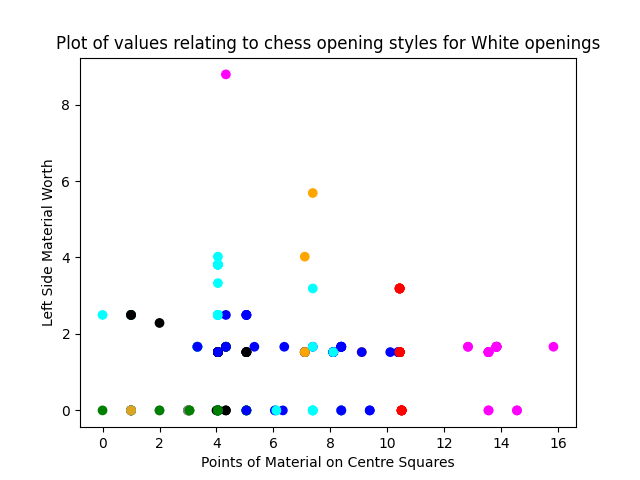 Plot of values relating to chess opening styles for White openings
8
6
4
2
0
Left Side Material Worth
0 2 4 6 8 10 12 14 16
Points of Material on Centre Squares